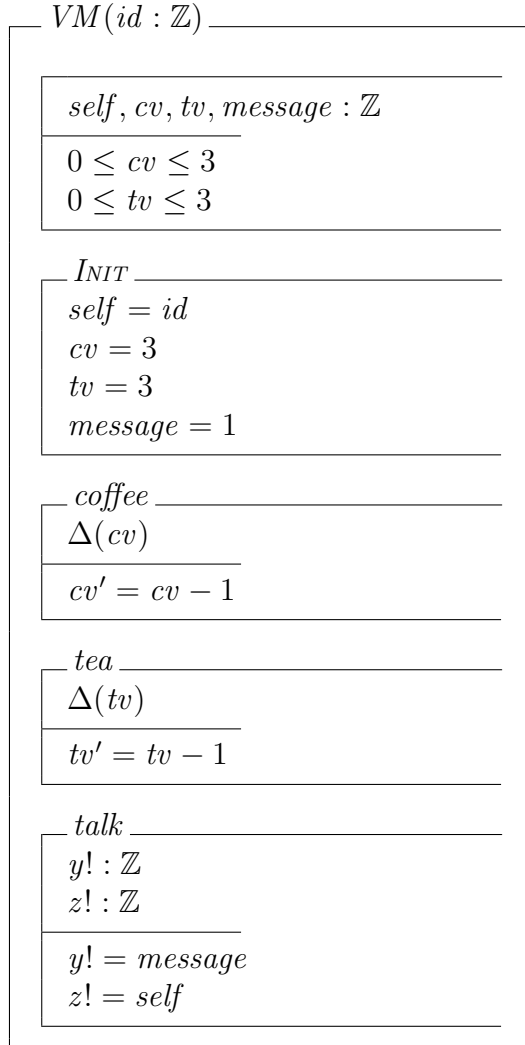 VM(id : ℤ)
self, cv, tv, message : ℤ
0 ≤ cv ≤ 3
0 ≤ tv ≤ 3
INIT
self = id
cv = 3
tv = 3
message = 1
coffee
Δ(cv)
cv′ = cv − 1
tea
Δ(tv)
tv′ = tv − 1
talk
y! : ℤ
z! : ℤ
y! = message
z! = self